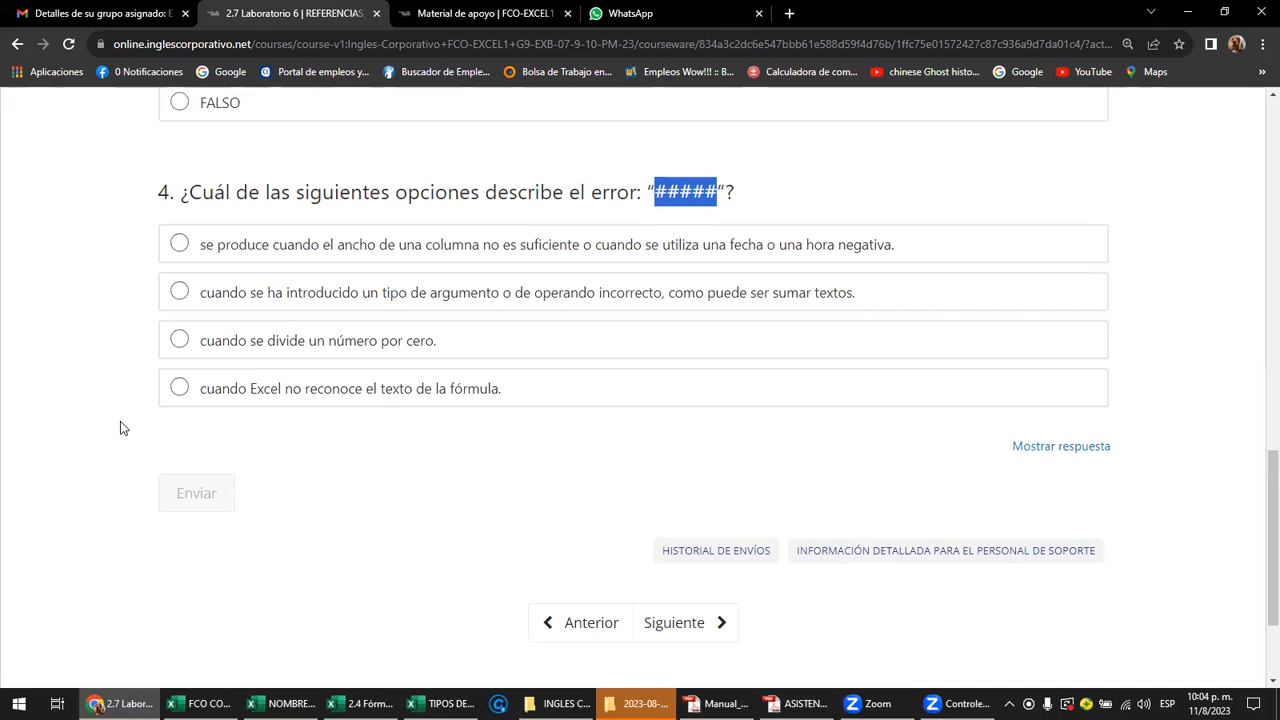 Detalles de su grupo asignado: E
2.7 Laboratorio 6 | REFERENCIAS,
Material de apoyo | FCO-EXCEL1
WhatsApp
online.inglescorporativo.net/courses/course-v1:Ingles-Corporativo+FCO-EXCEL1+G9-EXB-07-9-10-PM-23/courseware/834a3c2dc6e547bbb61e588d59f4d76b/1ffc75e01572427c87c936a9d7da01c4/?act...
Aplicaciones
0 Notificaciones
Google
Portal de empleos y...
Buscador de Emple...
Bolsa de Trabajo en...
Empleos Wow!!! :: B...
Calculadora de com...
chinese Ghost histo...
Google
YouTube
Maps
»
FALSO
4. ¿Cuál de las siguientes opciones describe el error: “#####”?
se produce cuando el ancho de una columna no es suficiente o cuando se utiliza una fecha o una hora negativa.
cuando se ha introducido un tipo de argumento o de operando incorrecto, como puede ser sumar textos.
cuando se divide un número por cero.
cuando Excel no reconoce el texto de la fórmula.
Mostrar respuesta
Enviar
HISTORIAL DE ENVÍOS
INFORMACIÓN DETALLADA PARA EL PERSONAL DE SOPORTE
Anterior
Siguiente
2.7 Labor...
FCO CO...
NOMBRE...
2.4 Fórm...
TIPOS DE...
INGLES C...
2023-08-...
Manual_...
ASISTEN...
Zoom
Controle...
ESP
10:04 p. m.
11/8/2023